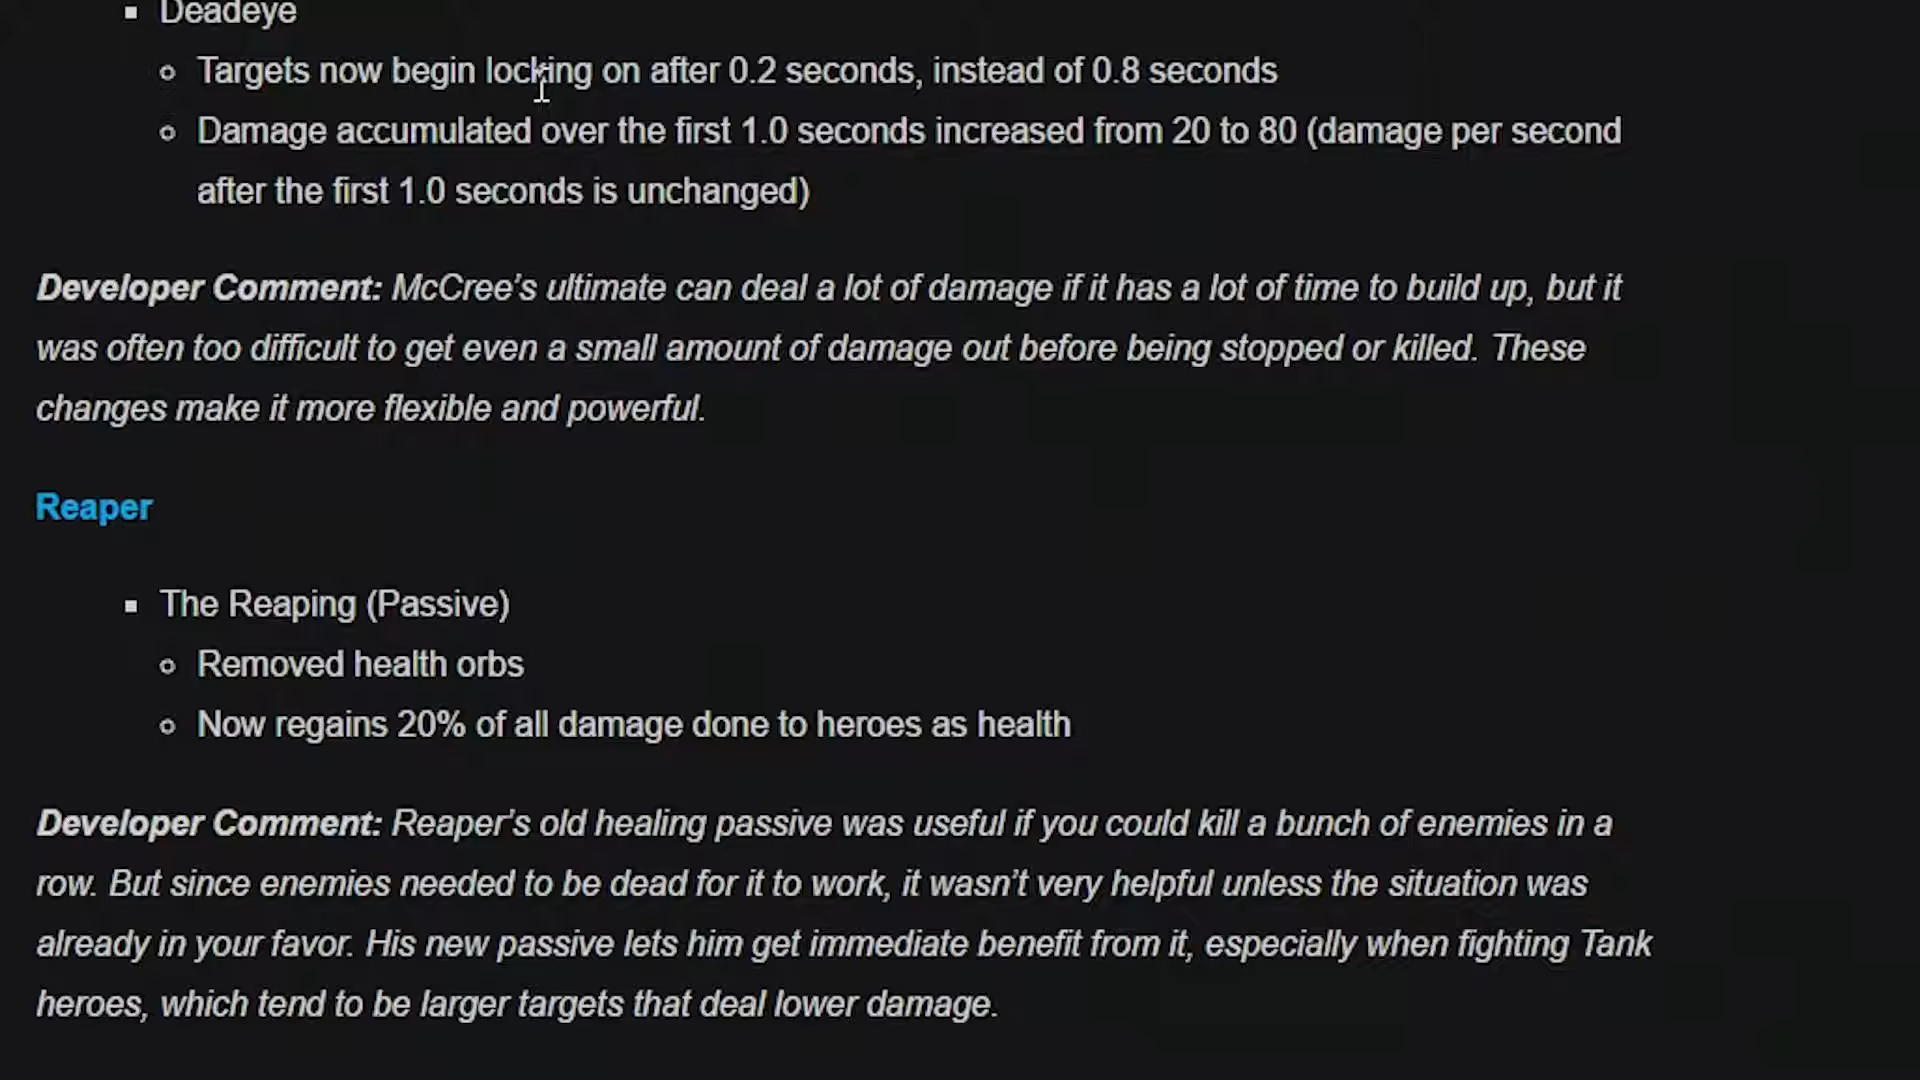 Deadeye
Targets now begin locking on after 0.2 seconds, instead of 0.8 seconds
Damage accumulated over the first 1.0 seconds increased from 20 to 80 (damage per second
after the first 1.0 seconds is unchanged)
Developer Comment: McCree’s ultimate can deal a lot of damage if it has a lot of time to build up, but it
was often too difficult to get even a small amount of damage out before being stopped or killed. These
changes make it more flexible and powerful.
Reaper
The Reaping (Passive)
Removed health orbs
Now regains 20% of all damage done to heroes as health
Developer Comment: Reaper’s old healing passive was useful if you could kill a bunch of enemies in a
row. But since enemies needed to be dead for it to work, it wasn’t very helpful unless the situation was
already in your favor. His new passive lets him get immediate benefit from it, especially when fighting Tank
heroes, which tend to be larger targets that deal lower damage.